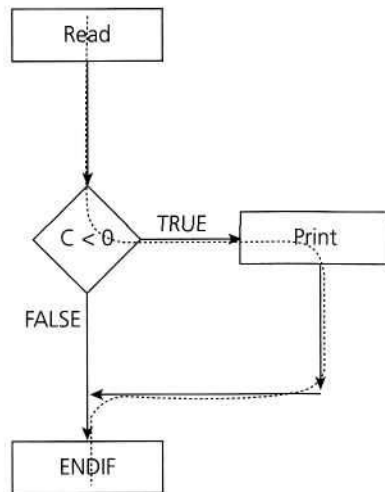 Read
C < 0
TRUE
Print
FALSE
ENDIF